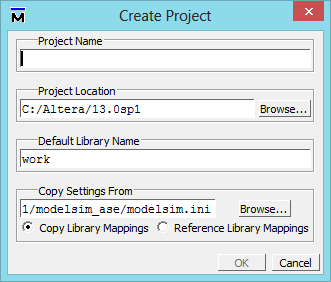 Create Project
Project Name
Project Location
C:/Altera/13.0sp1 Browse...
Default Library Name
work
Copy Settings From
1/modelsim_ase/modelsim.ini Browse...
Copy Library Mappings Reference Library Mappings
OK Cancel